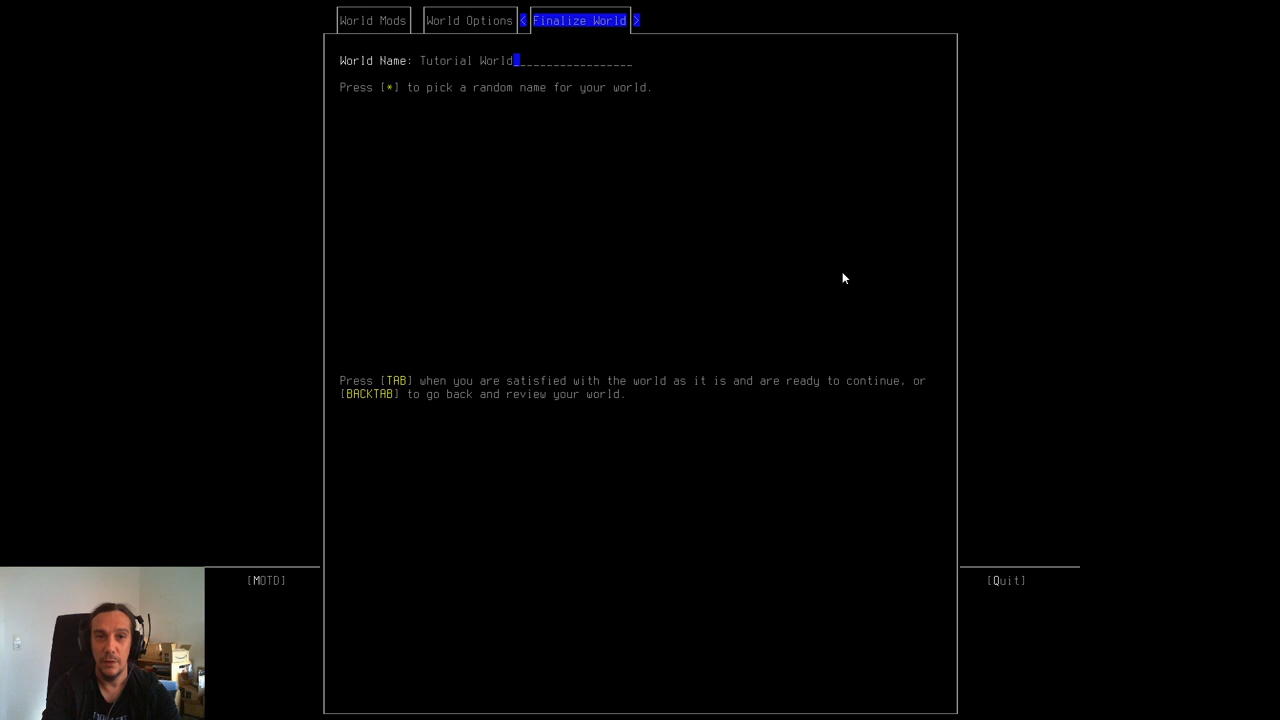 World Mods World Options < Finalize World >
World Name: Tutorial World_________________
Press [*] to pick a random name for your world.
Press [TAB] when you are satisfied with the world as it is and are ready to continue, or
[BACKTAB] to go back and review your world.
[MOTD] [Quit]